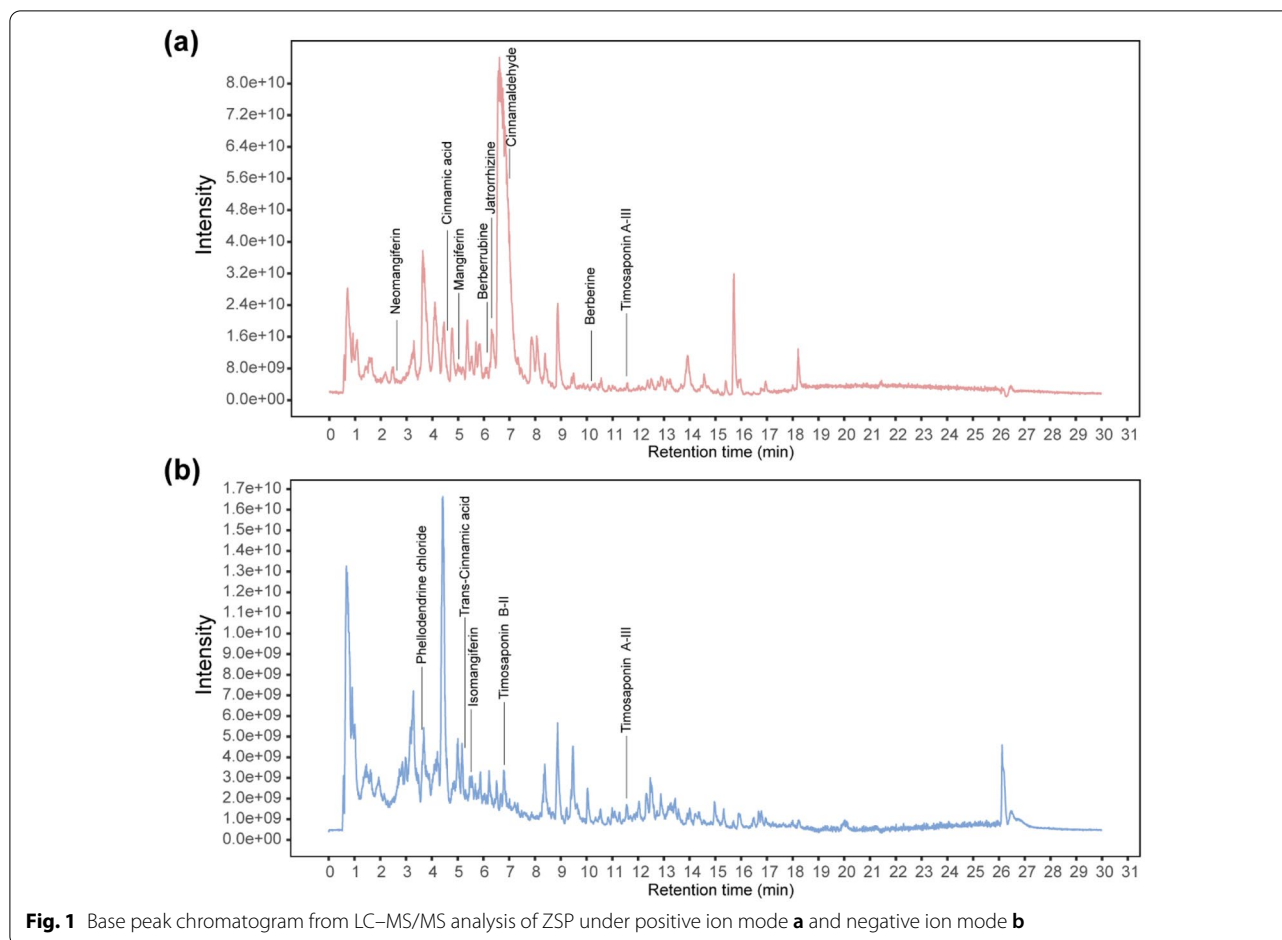 (a)
Intensity
8.0e+10
7.2e+10
6.4e+10
5.6e+10
4.8e+10
4.0e+10
3.2e+10
2.4e+10
1.6e+10
8.0e+09
0.0e+00
Neomangiferin
Cinnamic acid
Mangiferin
Berberrubine
Jatrorrhizine
Cinnamaldehyde
Berberine
Timosaponin A-III
0 1 2 3 4 5 6 7 8 9 10 11 12 13 14 15 16 17 18 19 20 21 22 23 24 25 26 27 28 29 30 31
Retention time (min)
(b)
Intensity
1.7e+10
1.6e+10
1.5e+10
1.4e+10
1.3e+10
1.2e+10
1.1e+10
1.0e+10
9.0e+09
8.0e+09
7.0e+09
6.0e+09
5.0e+09
4.0e+09
3.0e+09
2.0e+09
1.0e+09
0.0e+00
Phellodendrine chloride
Trans-Cinnamic acid
Isomangiferin
Timosaponin B-II
Timosaponin A-III
0 1 2 3 4 5 6 7 8 9 10 11 12 13 14 15 16 17 18 19 20 21 22 23 24 25 26 27 28 29 30 31
Retention time (min)
Fig. 1 Base peak chromatogram from LC–MS/MS analysis of ZSP under positive ion mode a and negative ion mode b